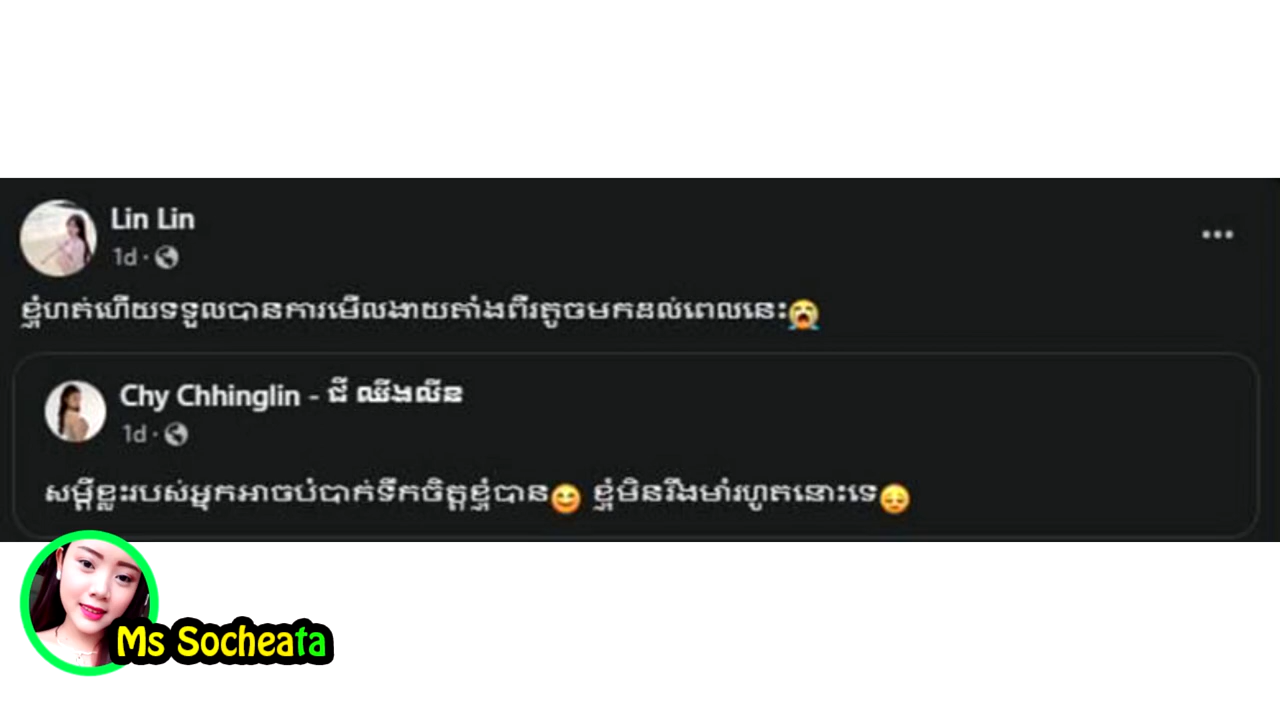 Lin Lin
1d ·
ខ្ញុំហត់ហើយទទួលបានការមើលងាយតាំងពីរតូចមកដល់ពេលនេះ😭
Chy Chhinglin - ជី ឈីងលីន
1d ·
សម្ដីខ្លះរបស់អ្នកអាចបំបាក់ទឹកចិត្តខ្ញុំបាន😊 ខ្ញុំមិនរឹងមាំរហូតនោះទេ😔
Ms Socheata